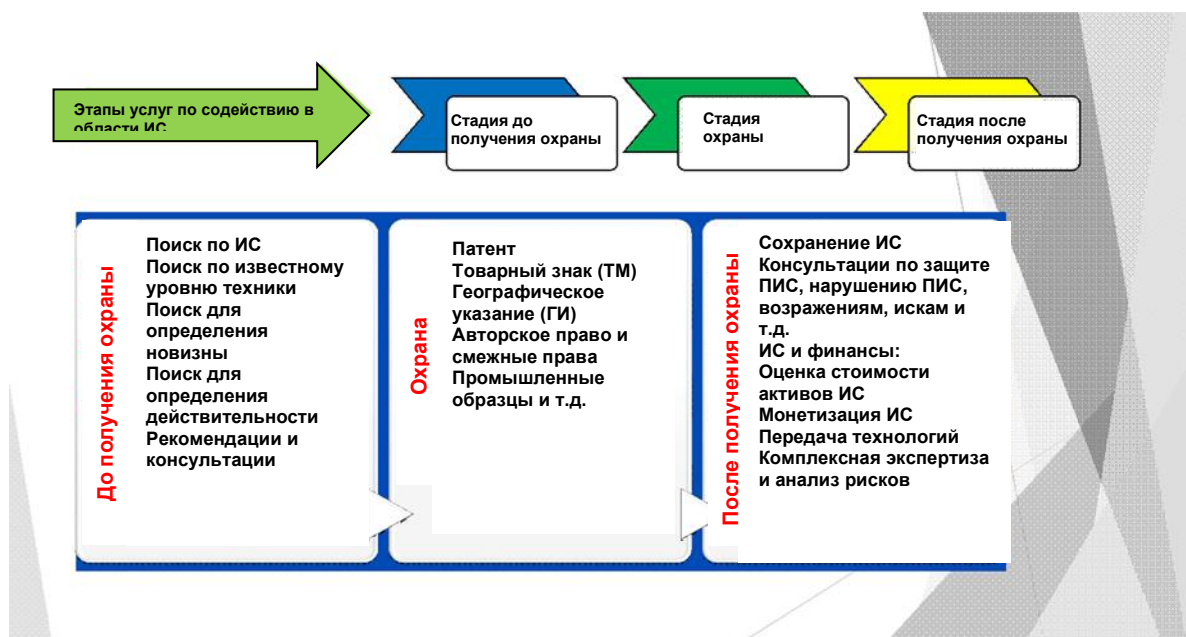 Этапы услуг по содействию в
области ИС
Стадия до
получения охраны
Стадия
охраны
Стадия после
получения охраны
До получения охраны
Поиск по ИС
Поиск по известному
уровню техники
Поиск для
определения
новизны
Поиск для
определения
действительности
Рекомендации и
консультации
Охрана
Патент
Товарный знак (ТМ)
Географическое
указание (ГИ)
Авторское право и
смежные права
Промышленные
образцы и т.д.
После получения охраны
Сохранение ИС
Консультации по защите
ПИС, нарушению ПИС,
возражениям, искам и
т.д.
ИС и финансы:
Оценка стоимости
активов ИС
Монетизация ИС
Передача технологий
Комплексная экспертиза
и анализ рисков